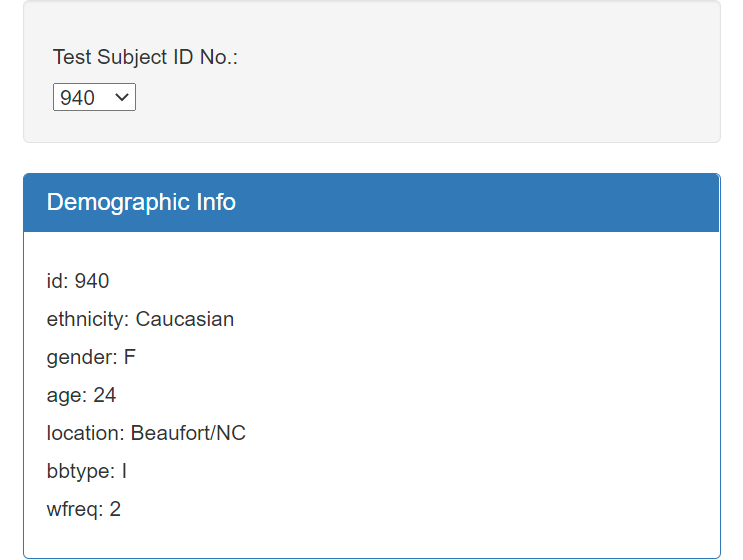 Test Subject ID No.:
940
Demographic Info
id: 940
ethnicity: Caucasian
gender: F
age: 24
location: Beaufort/NC
bbtype: I
wfreq: 2